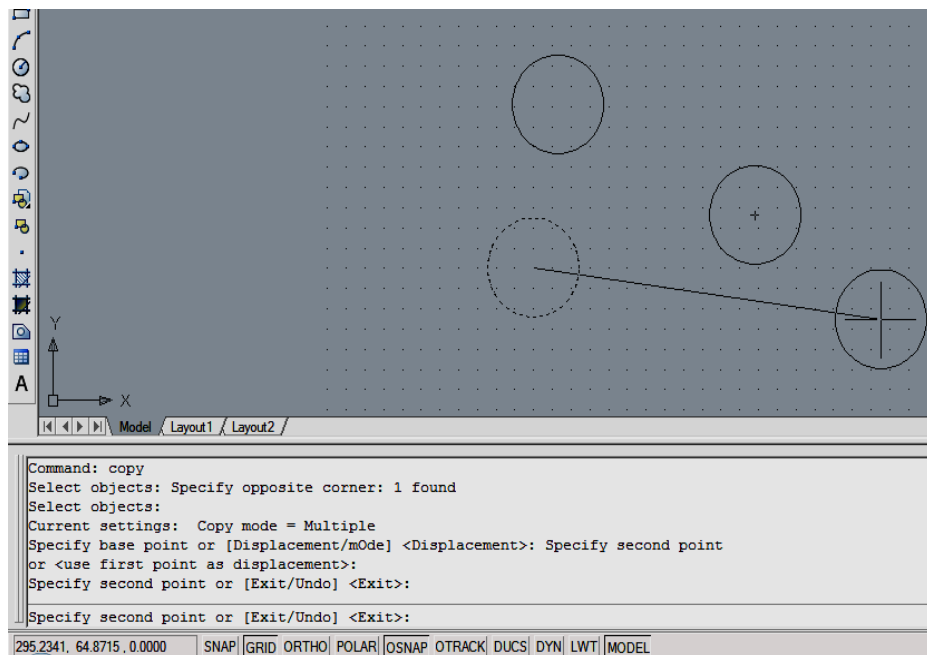 A
Y
X
Model Layout1 Layout2
Command: copy
Select objects: Specify opposite corner: 1 found
Select objects:
Current settings:  Copy mode = Multiple
Specify base point or [Displacement/mOde] <Displacement>: Specify second point
or <use first point as displacement>:
Specify second point or [Exit/Undo] <Exit>:
Specify second point or [Exit/Undo] <Exit>:
295.2341, 64.8715 , 0.0000 SNAP GRID ORTHO POLAR OSNAP OTRACK DUCS DYN LWT MODEL